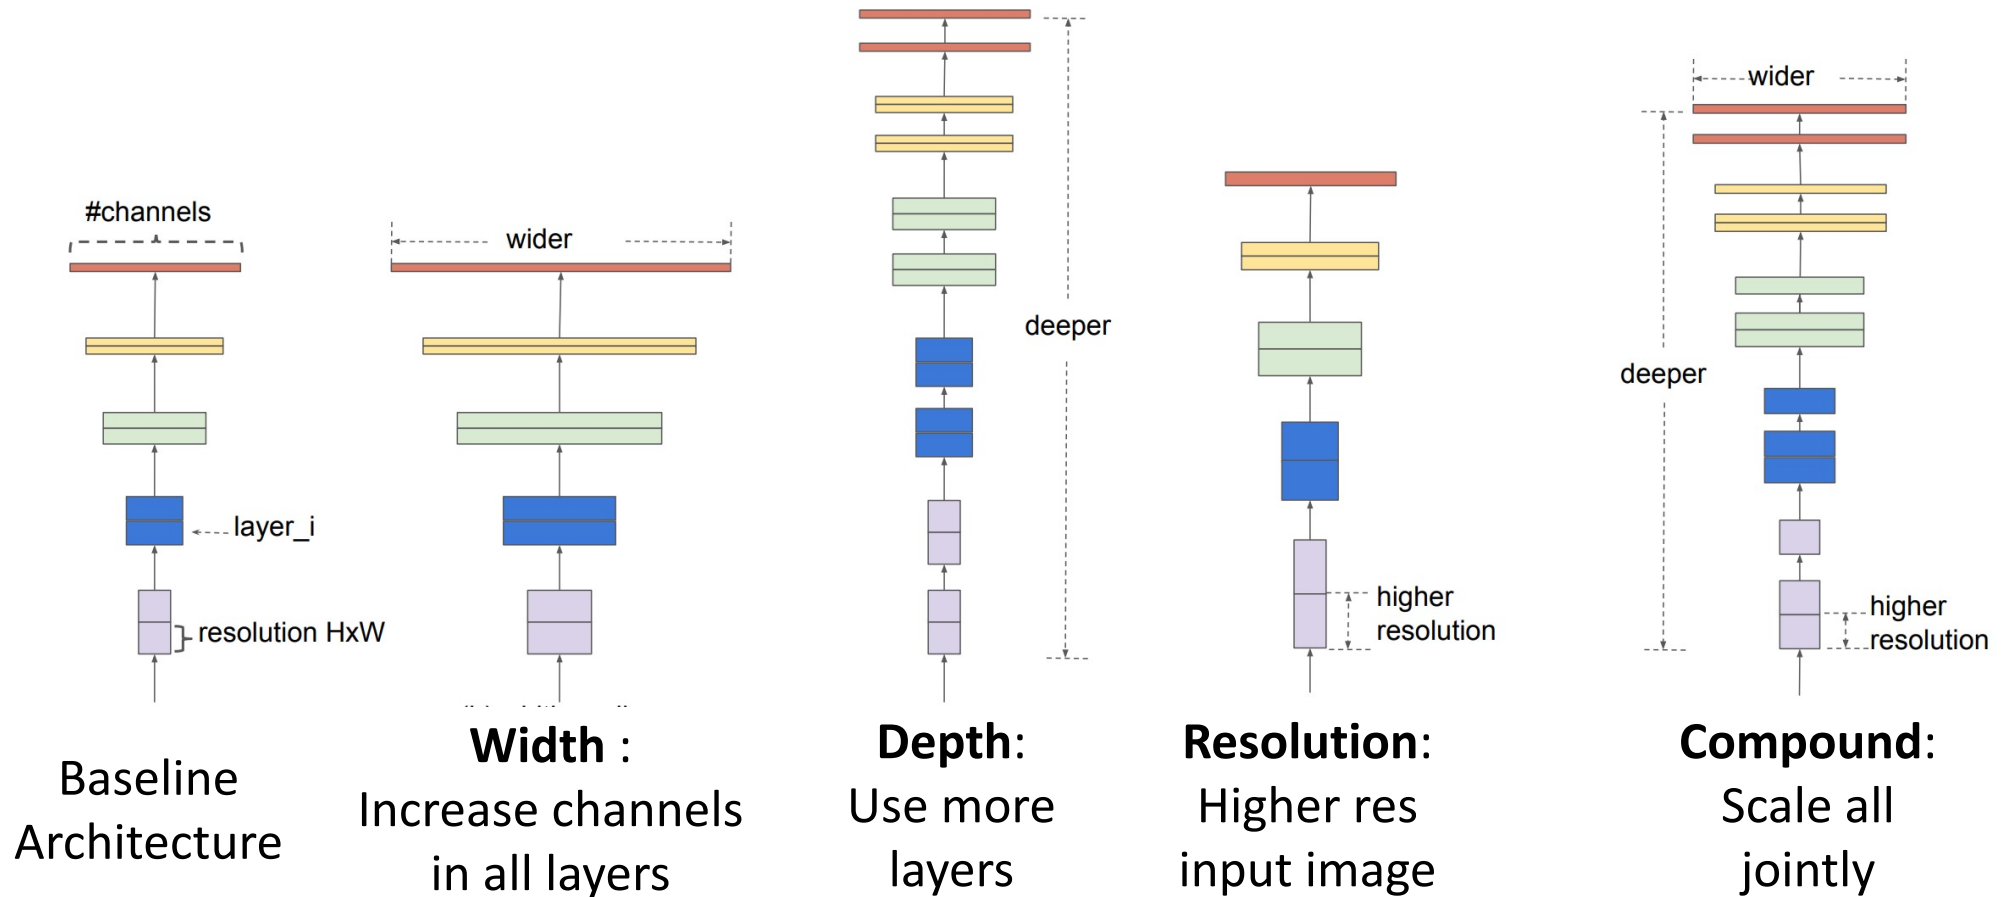 #channels
layer_i
resolution HxW
Baseline
Architecture
wider
Width :
Increase channels
in all layers
deeper
Depth:
Use more
layers
higher
resolution
Resolution:
Higher res
input image
wider
deeper
higher
resolution
Compound:
Scale all
jointly